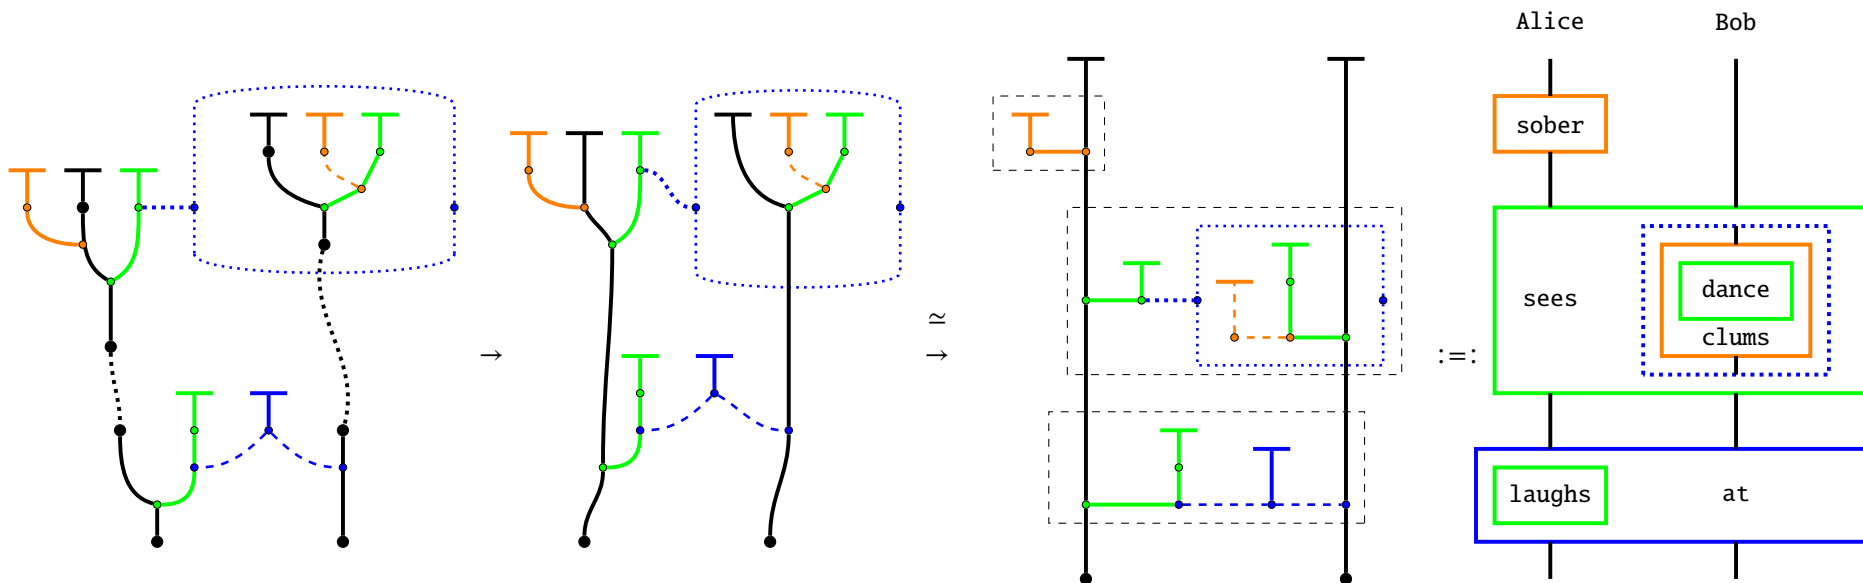 Alice Bob
sober
dance
sees
clums
→ ≃ → :=:
laughs at